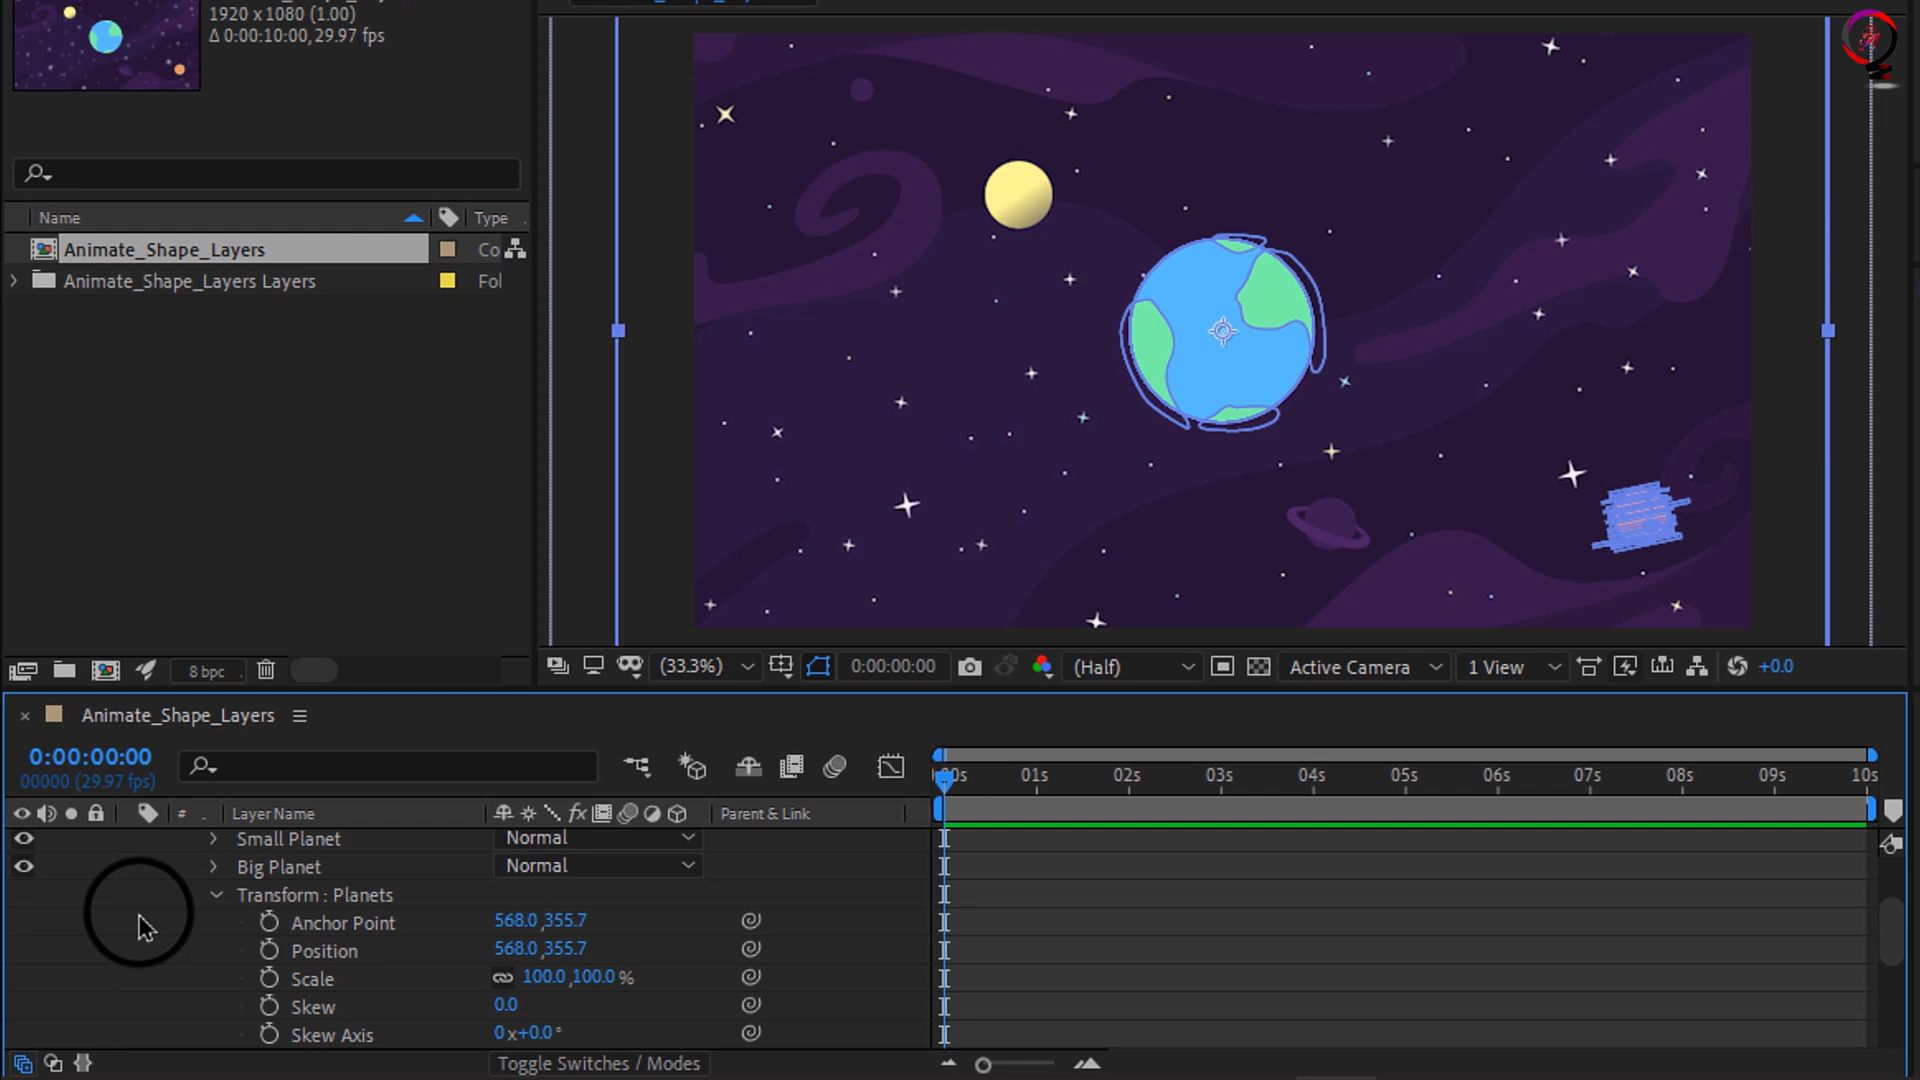 1920 x 1080 (1.00)
Δ 0:00:10:00, 29.97 fps
Name Type
Animate_Shape_Layers Co
Animate_Shape_Layers Layers Fol
8 bpc
(33.3%) 0:00:00:00 (Half) Active Camera 1 View +0.0
Animate_Shape_Layers
0:00:00:00
00000 (29.97 fps)
00s 01s 02s 03s 04s 05s 06s 07s 08s 09s 10s
# Layer Name fx Parent & Link
Small Planet Normal
Big Planet Normal
Transform : Planets
Anchor Point 568.0 ,355.7
Position 568.0 ,355.7
Scale 100.0 ,100.0 %
Skew 0.0
Skew Axis 0 x+0.0 °
Toggle Switches / Modes